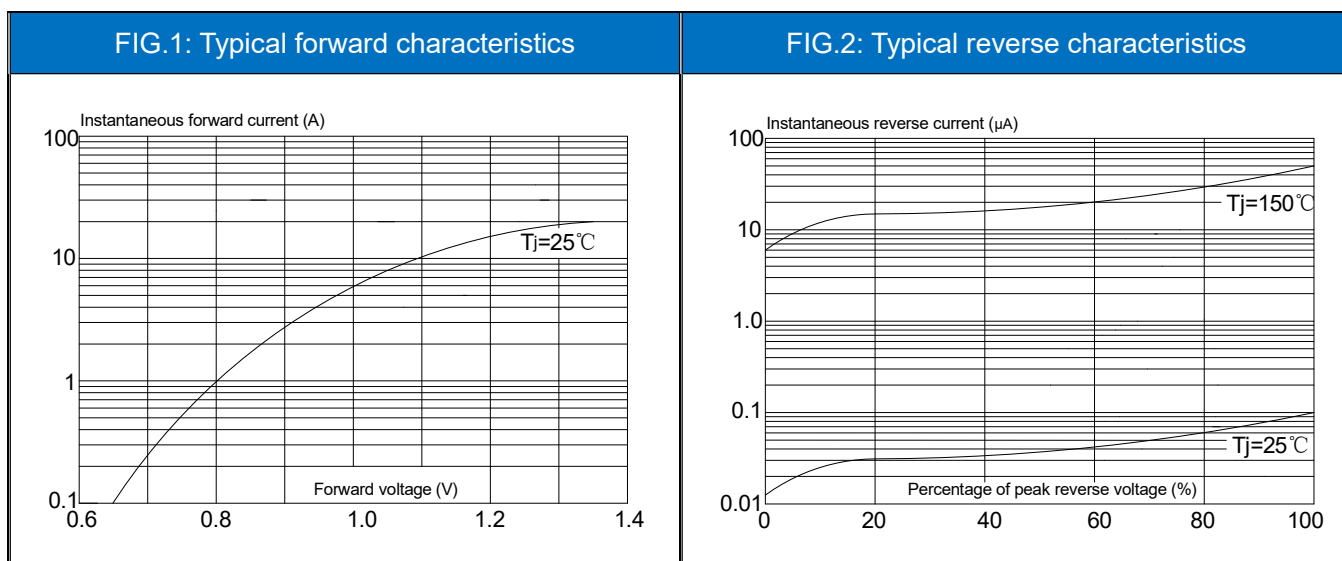 FIG.1: Typical forward characteristics
FIG.2: Typical reverse characteristics
Instantaneous forward current (A)
100
10
1
0.1
Tj=25℃
Forward voltage (V)
0.6 0.8 1.0 1.2 1.4
Instantaneous reverse current (μA)
100
10
1.0
0.1
0.01
Tj=150℃
Tj=25℃
Percentage of peak reverse voltage (%)
0 20 40 60 80 100